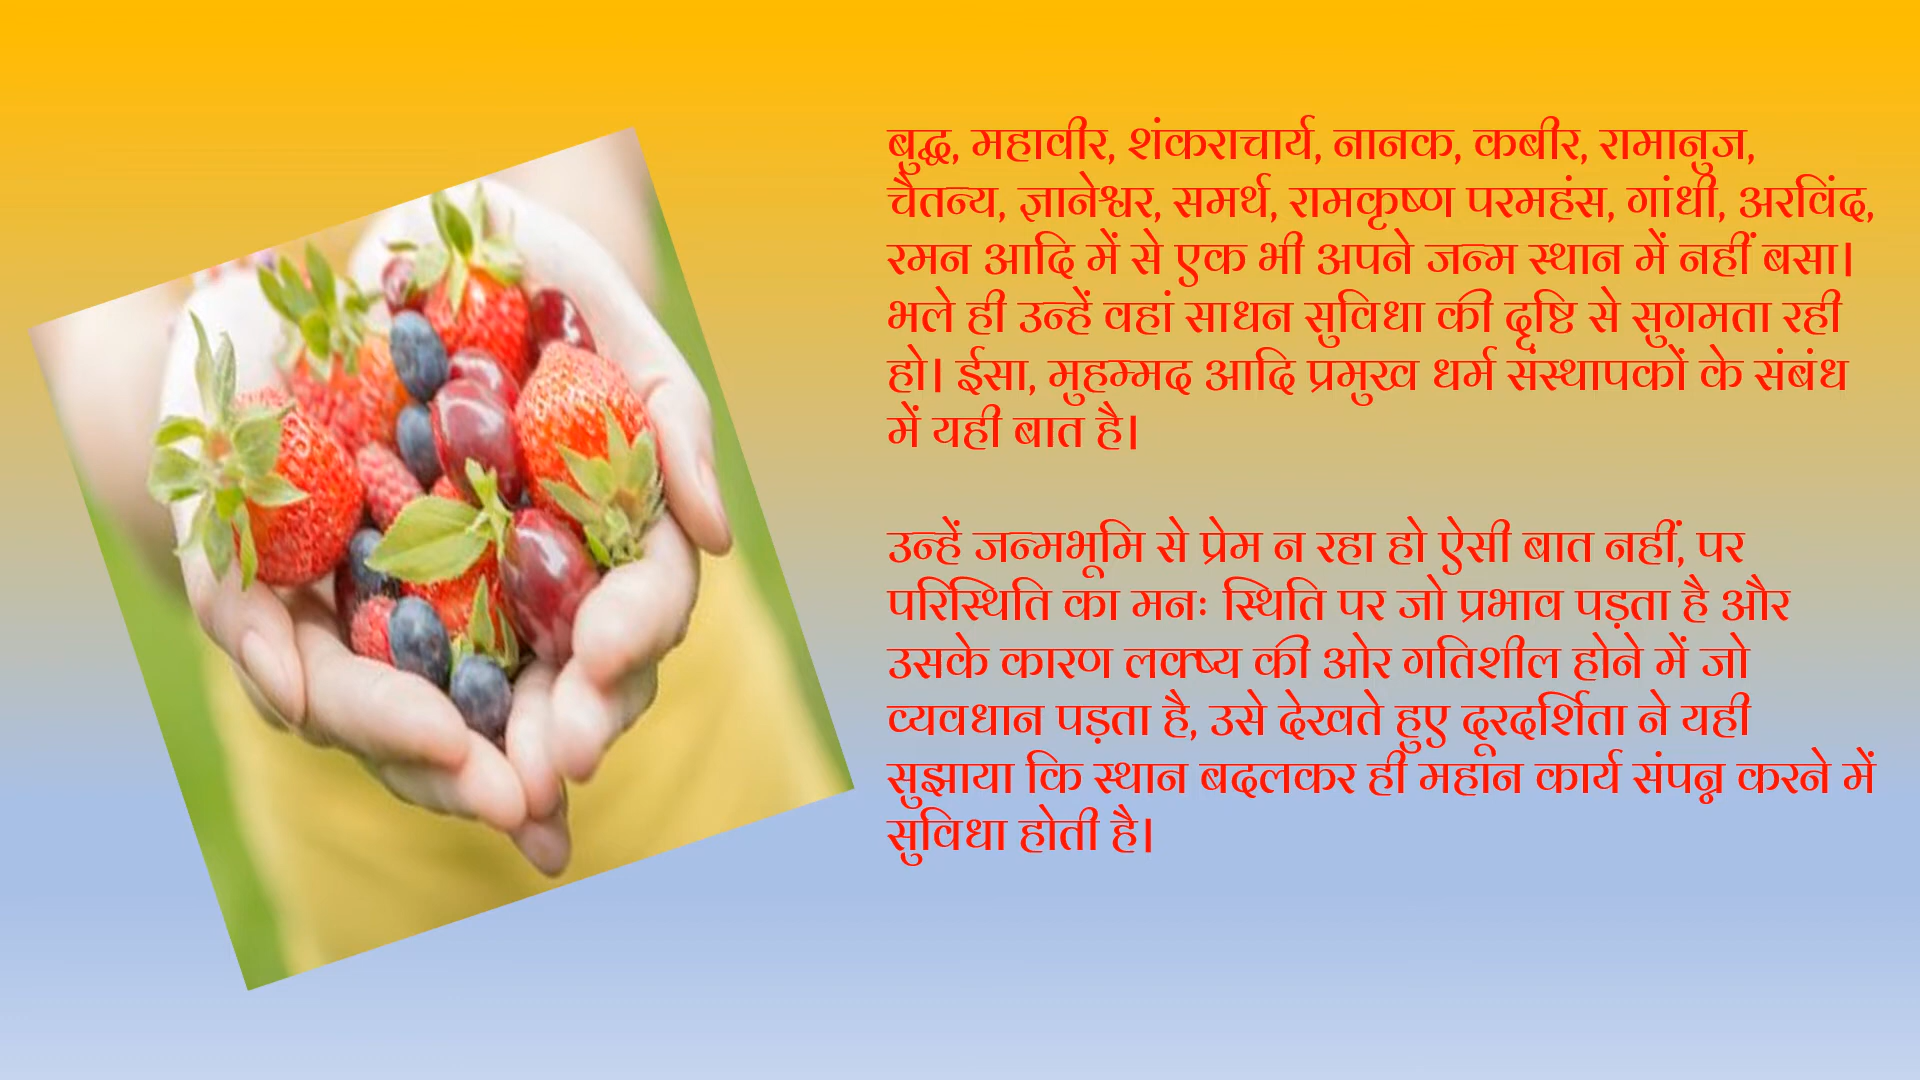 बुद्ध, महावीर, शंकराचार्य, नानक, कबीर, रामानुज,
चैतन्य, ज्ञानेश्वर, समर्थ, रामकृष्ण परमहंस, गांधी, अरविंद,
रमन आदि में से एक भी अपने जन्म स्थान में नहीं बसा।
भले ही उन्हें वहां साधन सुविधा की दृष्टि से सुगमता रही
हो। ईसा, मुहम्मद आदि प्रमुख धर्म संस्थापकों के संबंध
में यही बात है।
उन्हें जन्मभूमि से प्रेम न रहा हो ऐसी बात नहीं, पर
परिस्थिति का मनः स्थिति पर जो प्रभाव पड़ता है और
उसके कारण लक्ष्य की ओर गतिशील होने में जो
व्यवधान पड़ता है, उसे देखते हुए दूरदर्शिता ने यही
सुझाया कि स्थान बदलकर ही महान कार्य संपन्न करने में
सुविधा होती है।